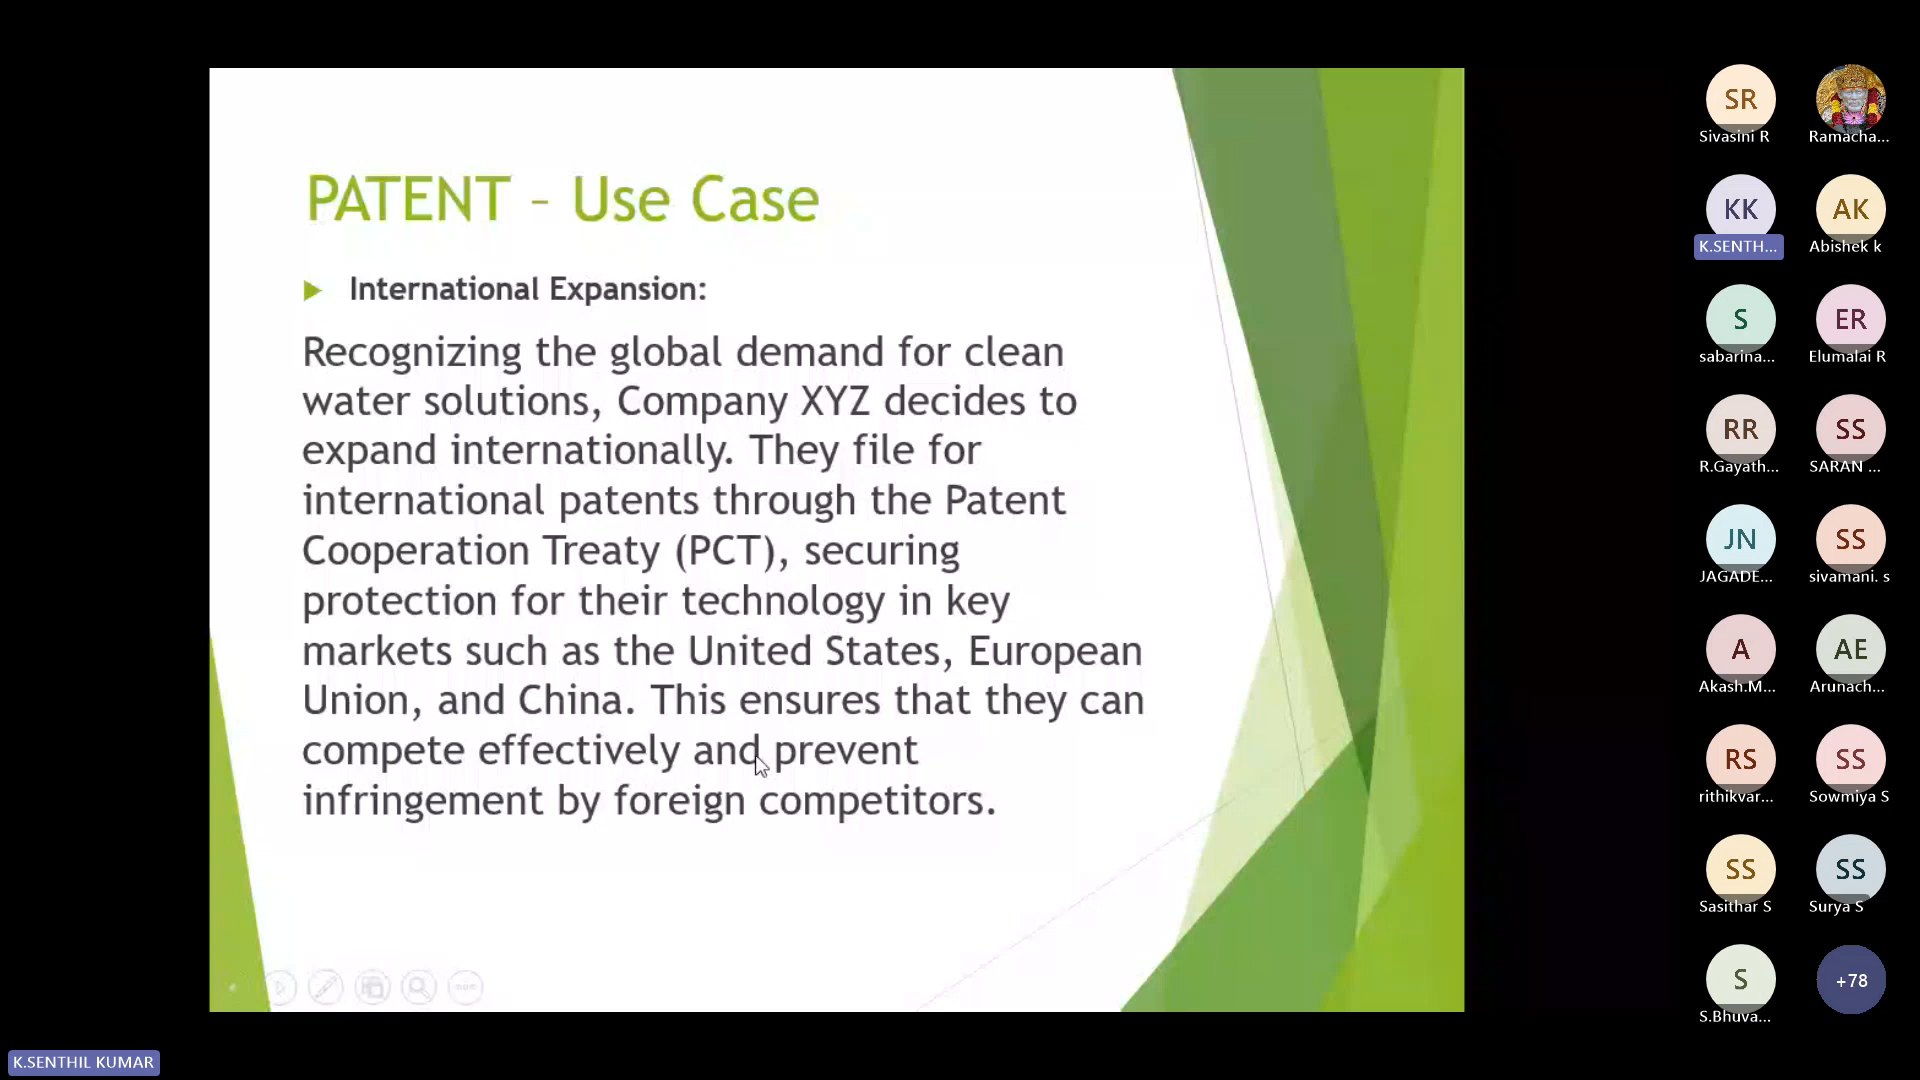 PATENT – Use Case
International Expansion:
Recognizing the global demand for clean
water solutions, Company XYZ decides to
expand internationally. They file for
international patents through the Patent
Cooperation Treaty (PCT), securing
protection for their technology in key
markets such as the United States, European
Union, and China. This ensures that they can
compete effectively and prevent
infringement by foreign competitors.
SR
Sivasini R
Ramacha...
KK
K.SENTH...
AK
Abishek k
S
sabarina...
ER
Elumalai R
RR
R.Gayath...
SS
SARAN ...
JN
JAGADE...
SS
sivamani. s
A
Akash.M...
AE
Arunach...
RS
rithikvar...
SS
Sowmiya S
SS
Sasithar S
SS
Surya S
S
S.Bhuva...
+78
K.SENTHIL KUMAR